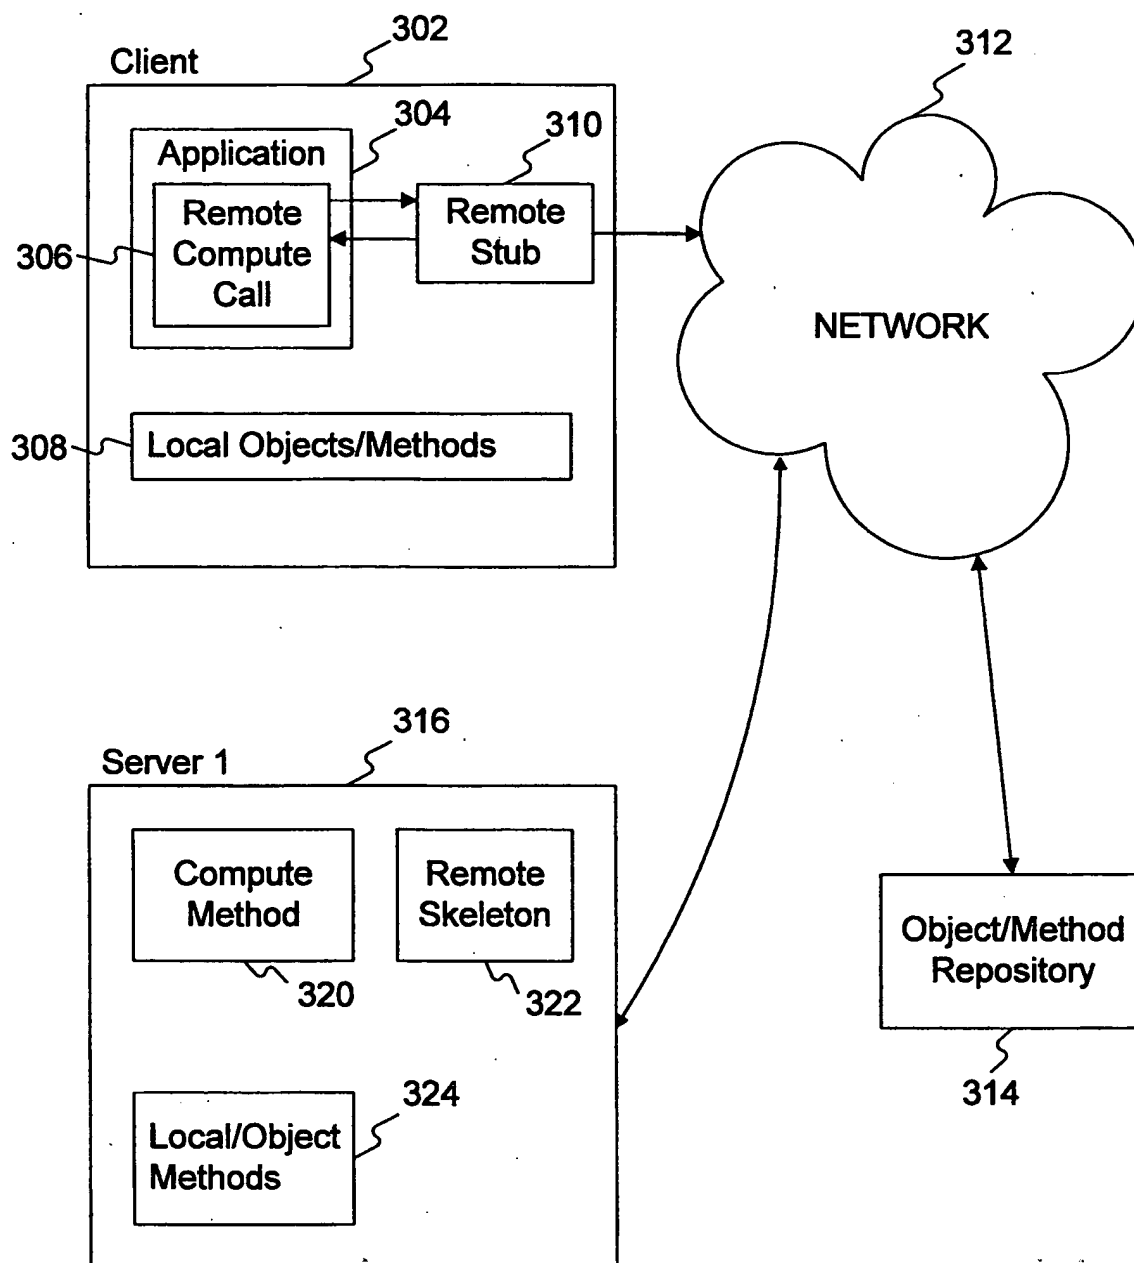 302
312
Client
304
310
Application
Remote
Compute
Call
Remote
Stub
306
NETWORK
308
Local Objects/Methods
316
Server 1
Compute
Method
Remote
Skeleton
Object/Method
Repository
320
322
314
324
Local/Object
Methods